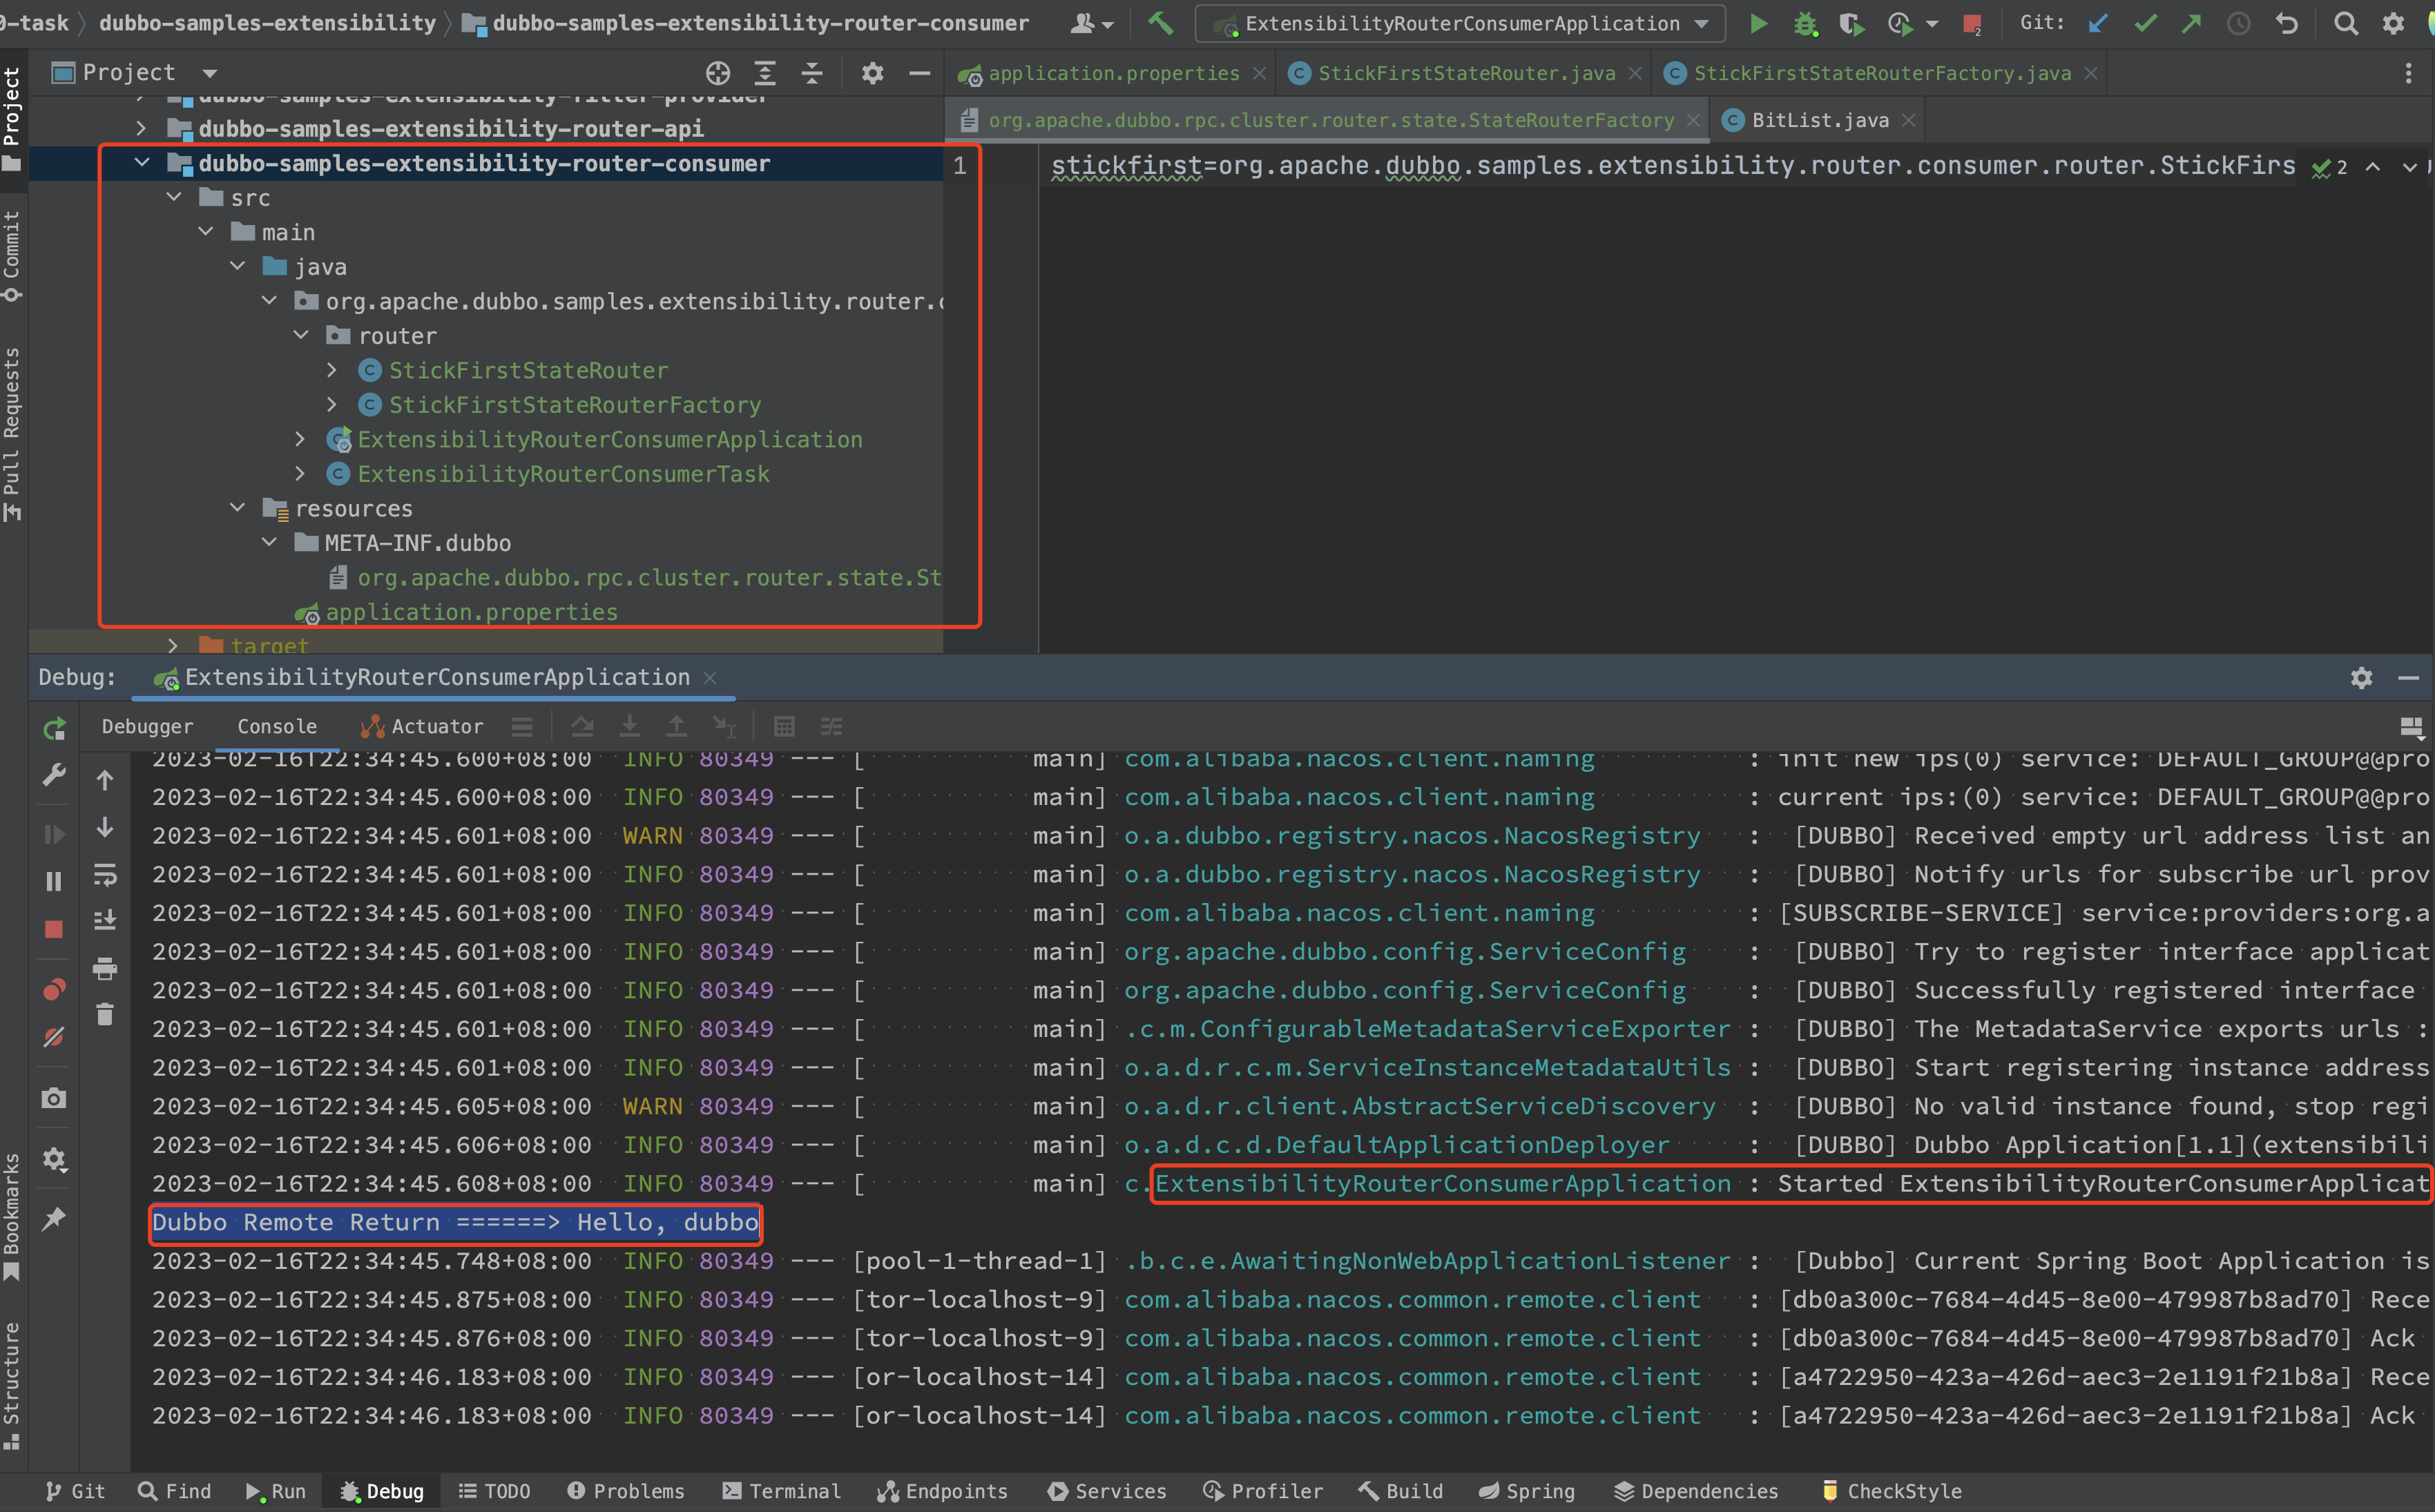 0-task dubbo-samples-extensibility dubbo-samples-extensibility-router-consumer ExtensibilityRouterConsumerApplication 2 Git:
Project
application.properties StickFirstStateRouter.java StickFirstStateRouterFactory.java
org.apache.dubbo.rpc.cluster.router.state.StateRouterFactory BitList.java
Project
Commit
Pull Requests
Bookmarks
Structure
dubbo-samples-extensibility-filter-provider
dubbo-samples-extensibility-router-api
dubbo-samples-extensibility-router-consumer
src
main
java
org.apache.dubbo.samples.extensibility.router.c
router
StickFirstStateRouter
StickFirstStateRouterFactory
ExtensibilityRouterConsumerApplication
ExtensibilityRouterConsumerTask
resources
META-INF.dubbo
org.apache.dubbo.rpc.cluster.router.state.St
application.properties
target
1 stickfirst=org.apache.dubbo.samples.extensibility.router.consumer.router.StickFirs 2
Debug: ExtensibilityRouterConsumerApplication
Debugger Console Actuator
2023-02-16T22:34:45.600+08:00 INFO 80349 --- [ main] com.alibaba.nacos.client.naming : init new ips(0) service: DEFAULT_GROUP@@pro
2023-02-16T22:34:45.600+08:00 INFO 80349 --- [ main] com.alibaba.nacos.client.naming : current ips:(0) service: DEFAULT_GROUP@@pro
2023-02-16T22:34:45.601+08:00 WARN 80349 --- [ main] o.a.dubbo.registry.nacos.NacosRegistry : [DUBBO] Received empty url address list an
2023-02-16T22:34:45.601+08:00 INFO 80349 --- [ main] o.a.dubbo.registry.nacos.NacosRegistry : [DUBBO] Notify urls for subscribe url prov
2023-02-16T22:34:45.601+08:00 INFO 80349 --- [ main] com.alibaba.nacos.client.naming : [SUBSCRIBE-SERVICE] service:providers:org.a
2023-02-16T22:34:45.601+08:00 INFO 80349 --- [ main] org.apache.dubbo.config.ServiceConfig : [DUBBO] Try to register interface applicat
2023-02-16T22:34:45.601+08:00 INFO 80349 --- [ main] org.apache.dubbo.config.ServiceConfig : [DUBBO] Successfully registered interface
2023-02-16T22:34:45.601+08:00 INFO 80349 --- [ main] .c.m.ConfigurableMetadataServiceExporter : [DUBBO] The MetadataService exports urls :
2023-02-16T22:34:45.601+08:00 INFO 80349 --- [ main] o.a.d.r.c.m.ServiceInstanceMetadataUtils : [DUBBO] Start registering instance address
2023-02-16T22:34:45.605+08:00 WARN 80349 --- [ main] o.a.d.r.client.AbstractServiceDiscovery : [DUBBO] No valid instance found, stop regi
2023-02-16T22:34:45.606+08:00 INFO 80349 --- [ main] o.a.d.c.d.DefaultApplicationDeployer : [DUBBO] Dubbo Application[1.1](extensibili
2023-02-16T22:34:45.608+08:00 INFO 80349 --- [ main] c.ExtensibilityRouterConsumerApplication : Started ExtensibilityRouterConsumerApplicat
Dubbo Remote Return ======> Hello, dubbo
2023-02-16T22:34:45.748+08:00 INFO 80349 --- [pool-1-thread-1] .b.c.e.AwaitingNonWebApplicationListener : [Dubbo] Current Spring Boot Application is
2023-02-16T22:34:45.875+08:00 INFO 80349 --- [tor-localhost-9] com.alibaba.nacos.common.remote.client : [db0a300c-7684-4d45-8e00-479987b8ad70] Rece
2023-02-16T22:34:45.876+08:00 INFO 80349 --- [tor-localhost-9] com.alibaba.nacos.common.remote.client : [db0a300c-7684-4d45-8e00-479987b8ad70] Ack
2023-02-16T22:34:46.183+08:00 INFO 80349 --- [or-localhost-14] com.alibaba.nacos.common.remote.client : [a4722950-423a-426d-aec3-2e1191f21b8a] Rece
2023-02-16T22:34:46.183+08:00 INFO 80349 --- [or-localhost-14] com.alibaba.nacos.common.remote.client : [a4722950-423a-426d-aec3-2e1191f21b8a] Ack
Git Find Run Debug TODO Problems Terminal Endpoints Services Profiler Build Spring Dependencies CheckStyle